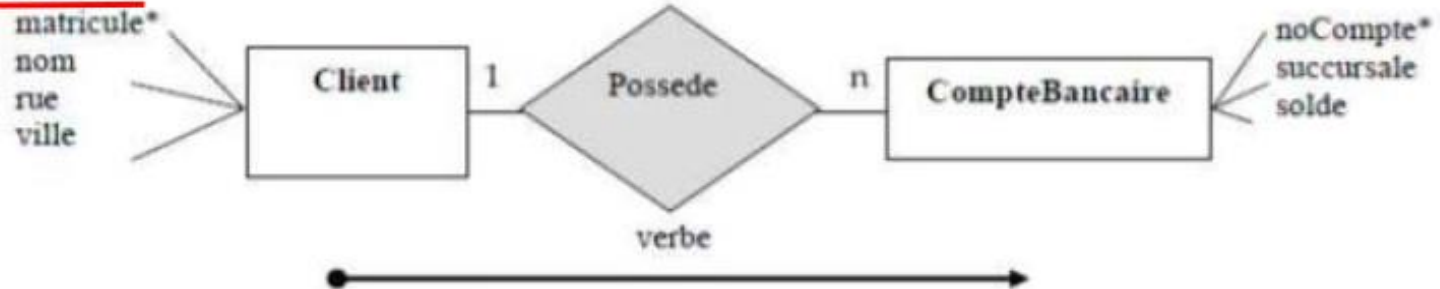 matricule*
nom
rue
ville
Client
1
Possede
n
CompteBancaire
noCompte*
succursale
solde
verbe